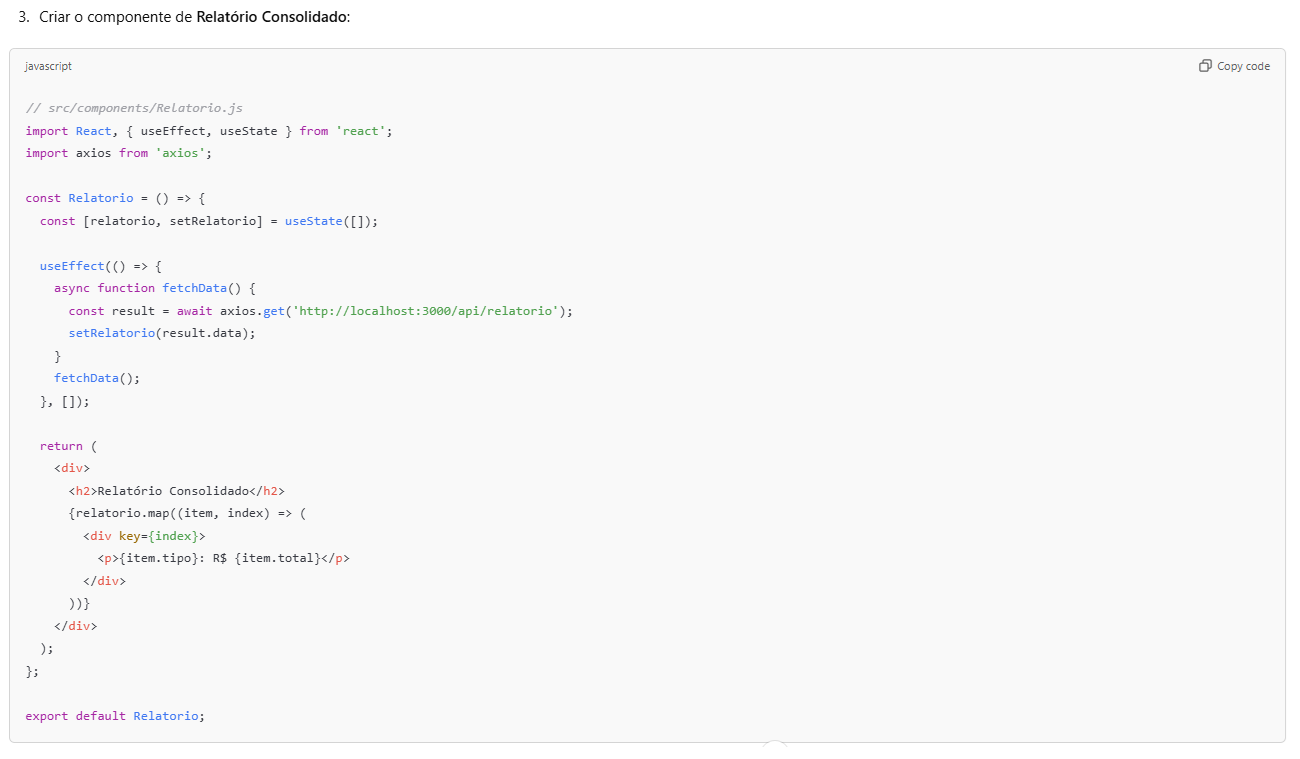 3. Criar o componente de Relatório Consolidado:
javascript
Copy code
// src/components/Relatorio.js
import React, { useEffect, useState } from 'react';
import axios from 'axios';
const Relatorio = () => {
  const [relatorio, setRelatorio] = useState([]);
  useEffect(() => {
    async function fetchData() {
      const result = await axios.get('http://localhost:3000/api/relatorio');
      setRelatorio(result.data);
    }
    fetchData();
  }, []);
  return (
    <div>
      <h2>Relatório Consolidado</h2>
      {relatorio.map((item, index) => (
        <div key={index}>
          <p>{item.tipo}: R$ {item.total}</p>
        </div>
      ))}
    </div>
  );
};
export default Relatorio;